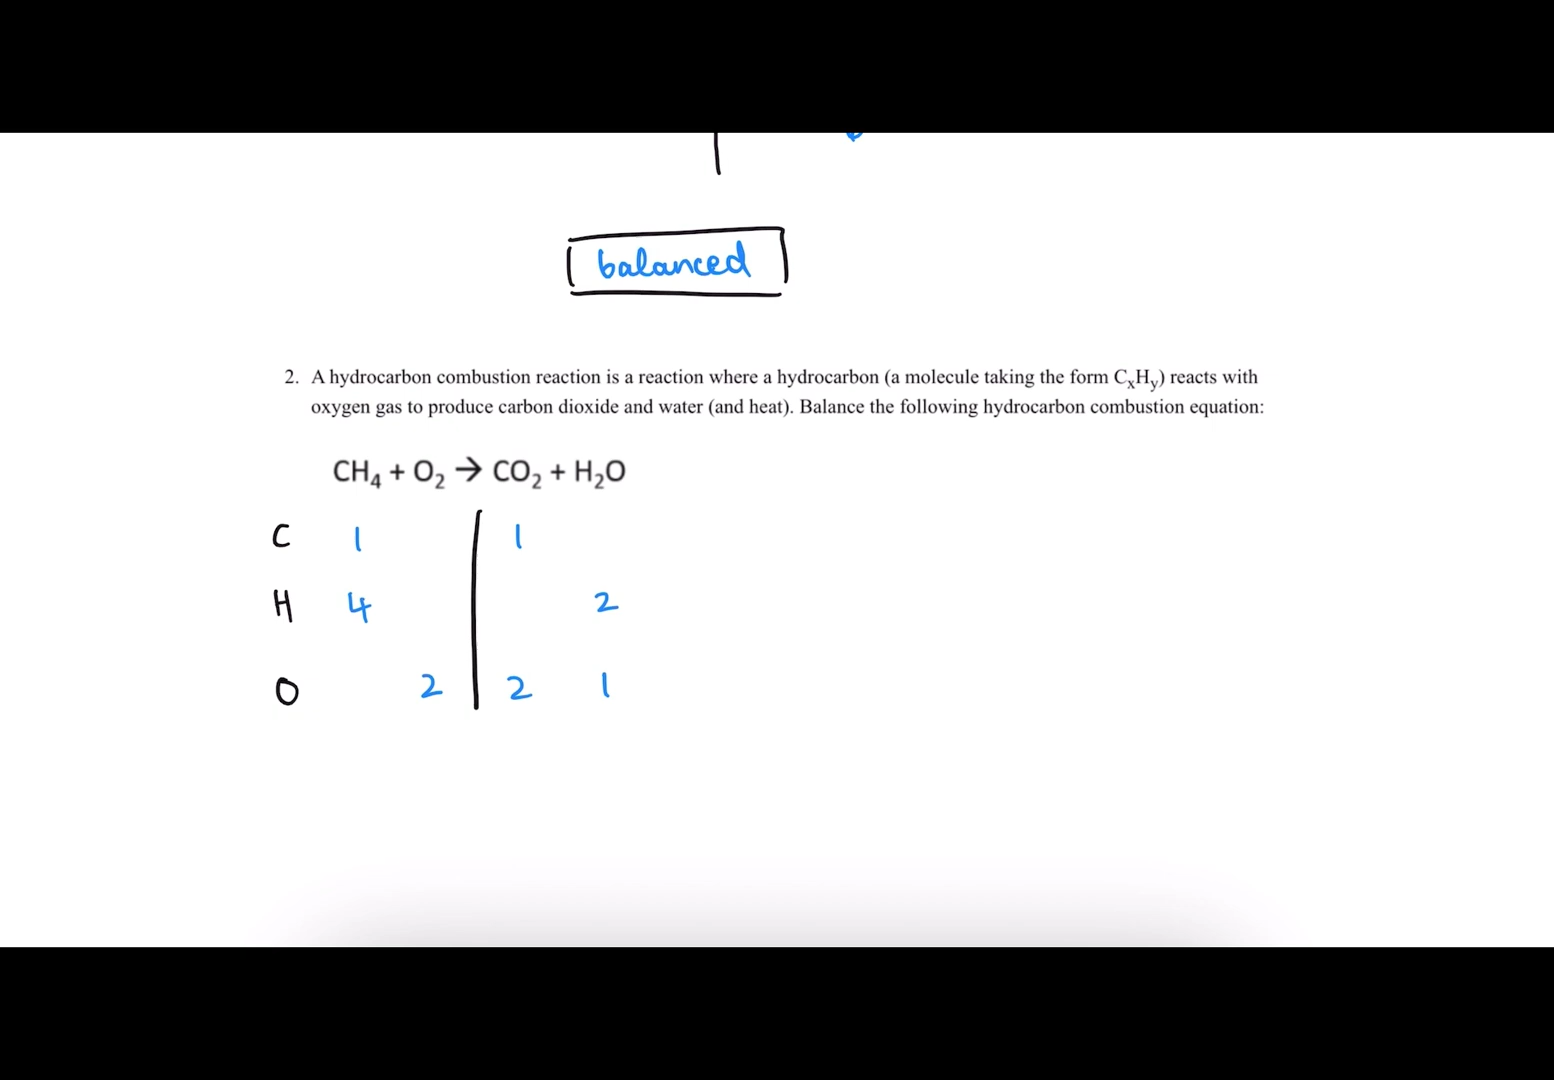 balanced
2. A hydrocarbon combustion reaction is a reaction where a hydrocarbon (a molecule taking the form CₓHᵧ) reacts with
oxygen gas to produce carbon dioxide and water (and heat). Balance the following hydrocarbon combustion equation:
CH₄ + O₂ → CO₂ + H₂O
C 1 1
H 4 2
O 2 2 1